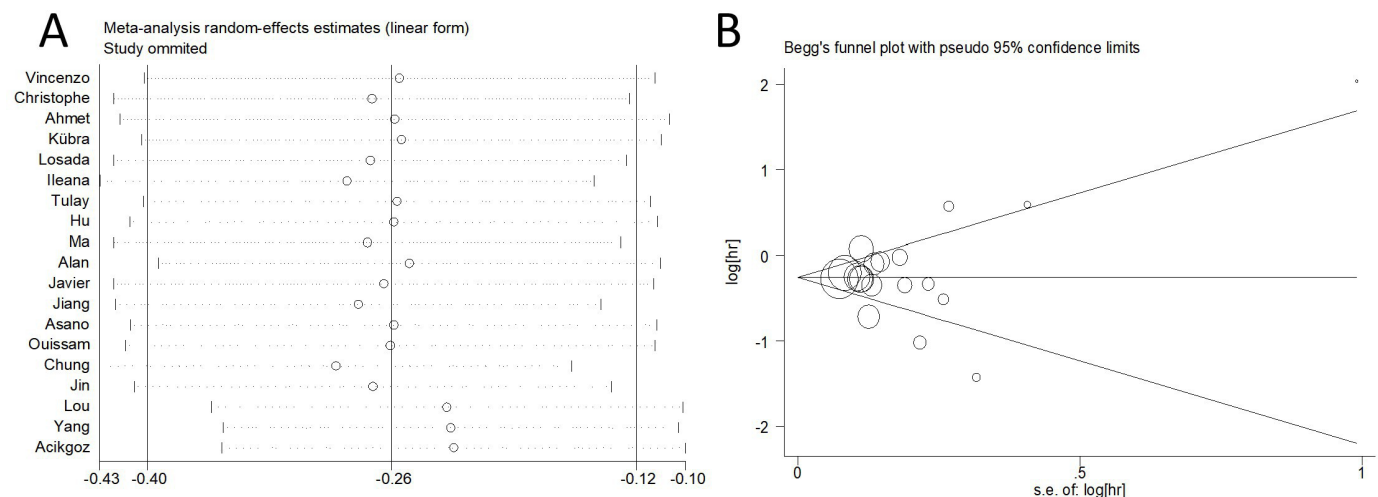 A
Meta-analysis random-effects estimates (linear form)
Study ommited
Vincenzo
Christophe
Ahmet
Kübra
Losada
Ileana
Tulay
Hu
Ma
Alan
Javier
Jiang
Asano
Ouissam
Chung
Jin
Lou
Yang
Acikgoz
-0.43 -0.40 -0.26 -0.12 -0.10
B
Begg's funnel plot with pseudo 95% confidence limits
log[hr]
2
1
0
-1
-2
0 .5 1
s.e. of: log[hr]